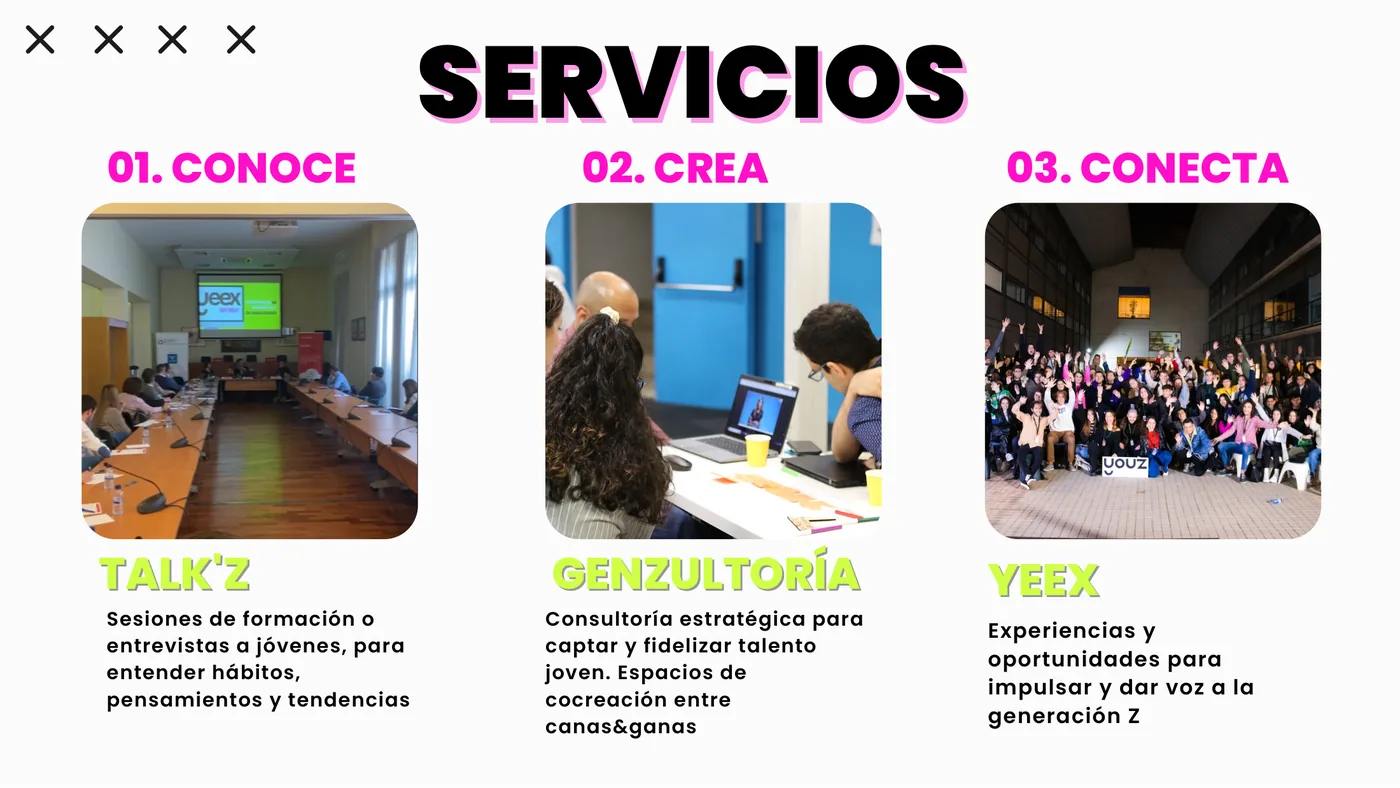 SERVICIOS
01. CONOCE
02. CREA
03. CONECTA
yeex
youz
TALK'Z
Sesiones de formación o
entrevistas a jóvenes, para
entender hábitos,
pensamientos y tendencias
GENZULTORÍA
Consultoría estratégica para
captar y fidelizar talento
joven. Espacios de
cocreación entre
canas&ganas
YEEX
Experiencias y
oportunidades para
impulsar y dar voz a la
generación Z